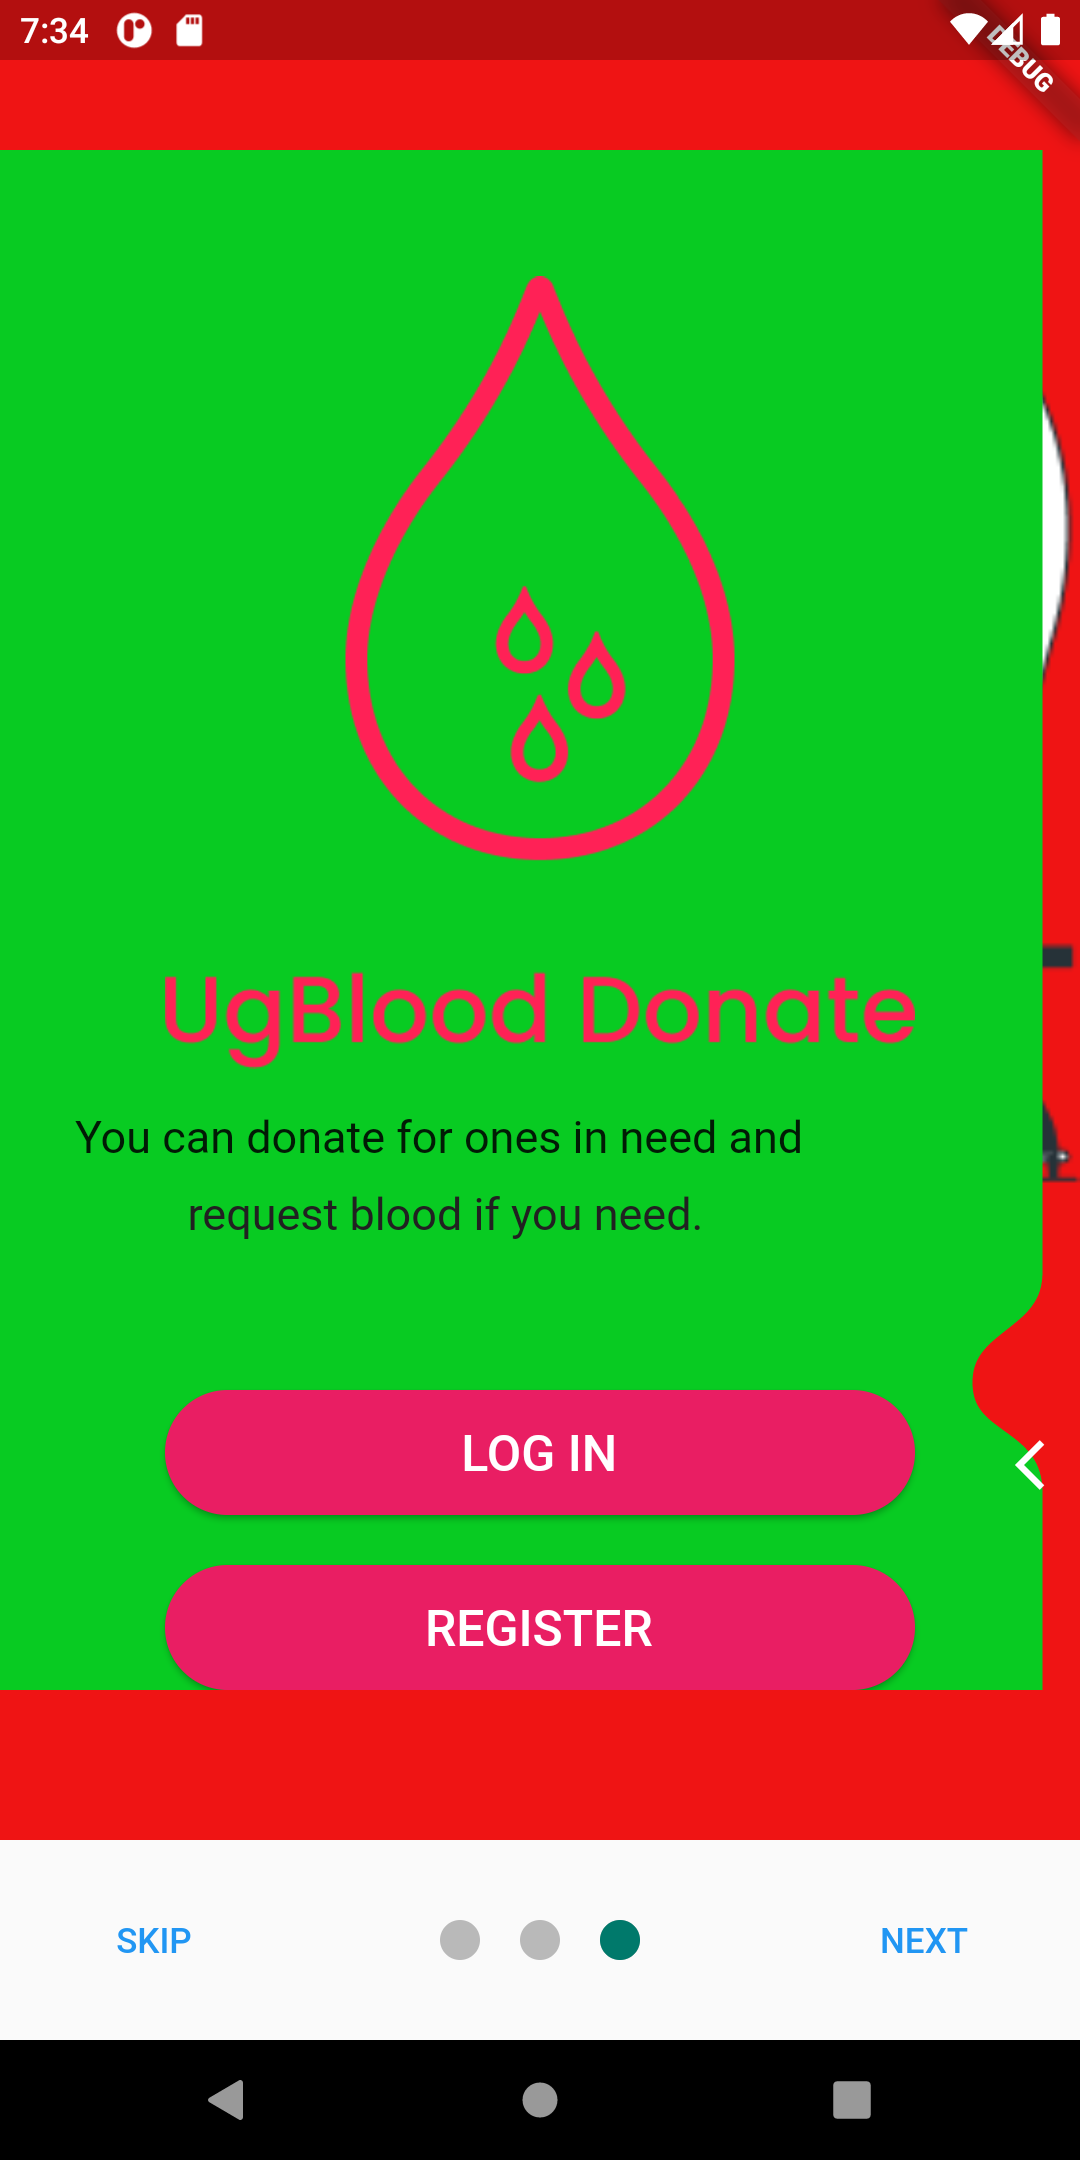 7:34
DEBUG
UgBlood Donate
You can donate for ones in need and
request blood if you need.
LOG IN
REGISTER
SKIP
NEXT